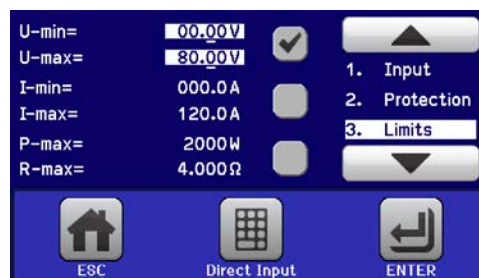 U-min= 00.00V
U-max= 80.00V
I-min= 000.0A
I-max= 120.0A
P-max= 2000W
R-max= 4.000Ω
1. Input
2. Protection
3. Limits
ESC
Direct Input
ENTER